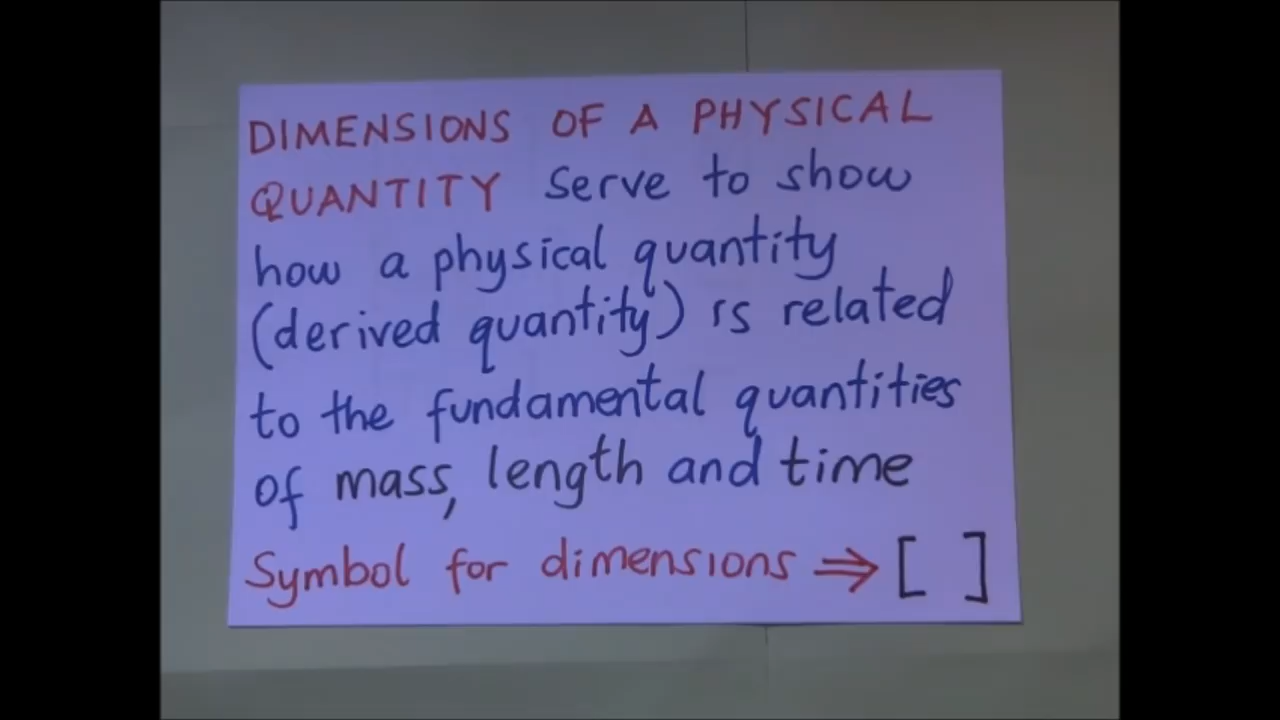 DIMENSIONS OF A PHYSICAL
QUANTITY serve to show
how a physical quantity
(derived quantity) is related
to the fundamental quantities
of mass, length and time
Symbol for dimensions ⇒ [ ]